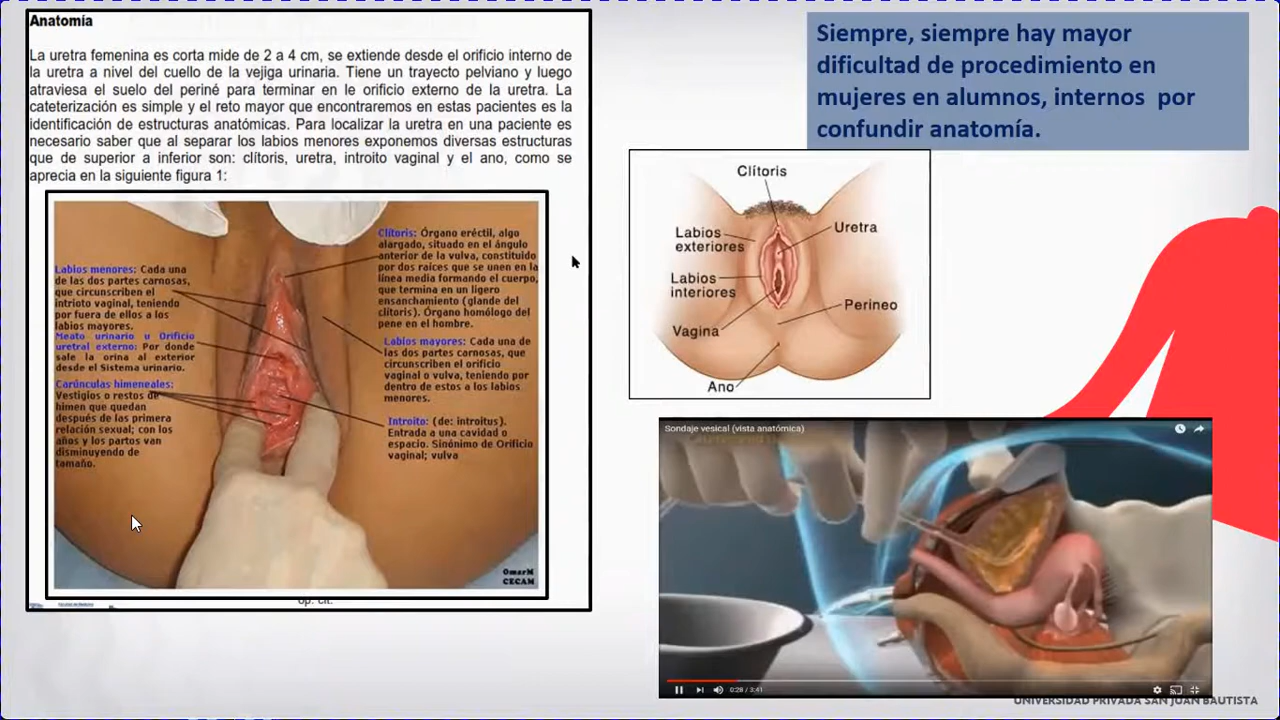 Anatomía
La uretra femenina es corta mide de 2 a 4 cm, se extiende desde el orificio interno de
la uretra a nivel del cuello de la vejiga urinaria. Tiene un trayecto pelviano y luego
atraviesa el suelo del periné para terminar en le orificio externo de la uretra. La
cateterización es simple y el reto mayor que encontraremos en estas pacientes es la
identificación de estructuras anatómicas. Para localizar la uretra en una paciente es
necesario saber que al separar los labios menores exponemos diversas estructuras
que de superior a inferior son: clítoris, uretra, introito vaginal y el ano, como se
aprecia en la siguiente figura 1:
Labios menores: Cada una
de las dos partes carnosas,
que circunscriben el
intrioto vaginal, teniendo
por fuera de ellos a los
labios mayores.
Meato urinario u Orificio
uretral externo: Por donde
sale la orina al exterior
desde el Sistema urinario.
Carúnculas himeneales:
Vestigios o restos de
himen que quedan
después de las primera
relación sexual; con los
años y los partos van
disminuyendo de
tamaño.
Clítoris: Órgano eréctil, algo
alargado, situado en el ángulo
anterior de la vulva, constituido
por dos raíces que se unen en la
línea media formando el cuerpo,
que termina en un ligero
ensanchamiento (glande del
clítoris). Órgano homólogo del
pene en el hombre.
Labios mayores: Cada una de
las dos partes carnosas, que
circunscriben el orificio
vaginal o vulva, teniendo por
dentro de estos a los labios
menores.
Introito: (de: introitus).
Entrada a una cavidad o
espacio. Sinónimo de Orificio
vaginal; vulva
OmarM
CECAM
op. cit.
Siempre, siempre hay mayor
dificultad de procedimiento en
mujeres en alumnos, internos por
confundir anatomía.
Clítoris
Uretra
Labios
exteriores
Labios
interiores
Perineo
Vagina
Ano
Sondaje vesical (vista anatómica)
0:28 / 3:41
UNIVERSIDAD PRIVADA SAN JUAN BAUTISTA